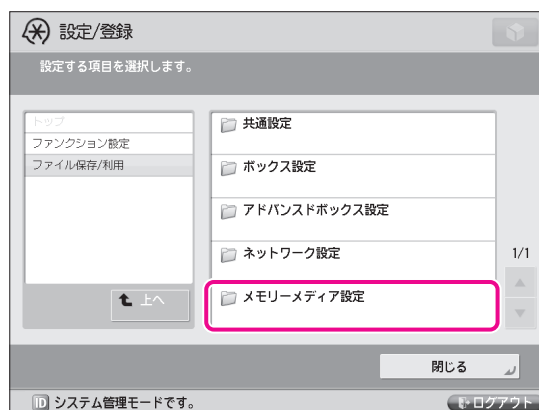 設定/登録
設定する項目を選択します。
トップ
ファンクション設定
ファイル保存/利用
上へ
共通設定
ボックス設定
アドバンスドボックス設定
ネットワーク設定
メモリーメディア設定
1/1
閉じる
ID システム管理モードです。
ログアウト